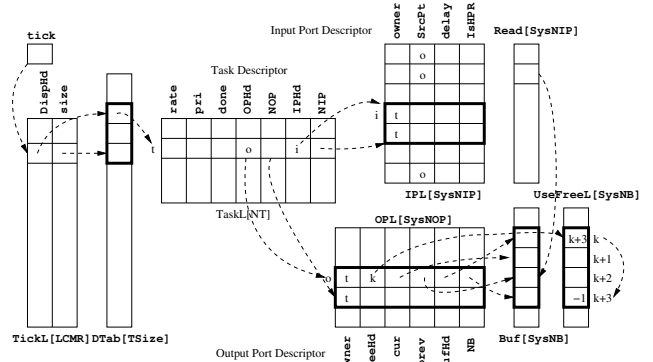 Input Port Descriptor
owner
SrcPt
delay
IsHPR
Read[SysNIP]
tick
DispHd
size
Task Descriptor
rate
pri
done
OPHd
NOP
IPHd
NIP
o
o
i
t
t
t
o
i
o
IPL[SysNIP]
UseFreeL[SysNB]
TaskL[NT]
OPL[SysNOP]
k+3
k
k+1
o
t
k
k+2
t
−1
k+3
TickL[LCMR]
DTab[TSize]
Buf[SysNB]
Output Port Descriptor
cur
NB